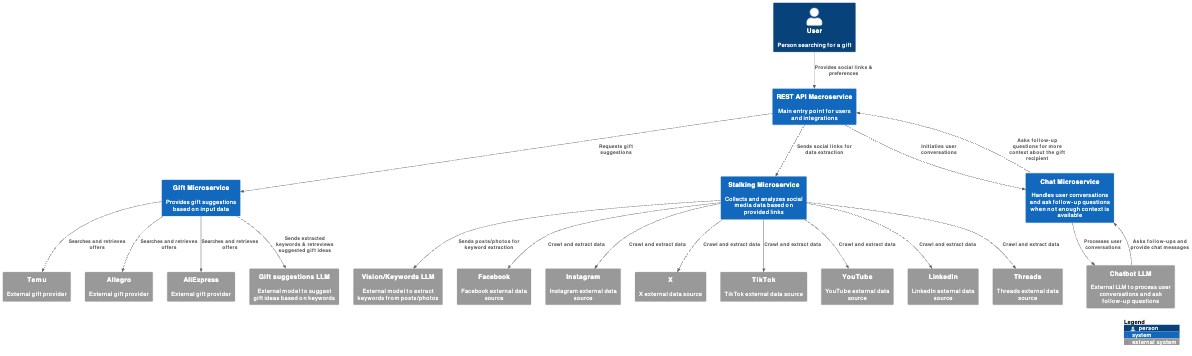 User
Person searching for a gift
Provides social links &
preferences
REST API Macroservice
Main entry point for users
and integrations
Requests gift
suggestions
Sends social links for
data extraction
Initiates user
conversations
Asks follow-up
questions for more
context about the gift
recipient
Gift Microservice
Provides gift suggestions
based on input data
Stalking Microservice
Collects and analyzes social
media data based on
provided links
Chat Microservice
Handles user conversations
and ask follow-up questions
when not enough context is
available
Searches and retrieves
offers
Searches and retrieves
offers
Searches and retrieves
offers
Sends extracted
keywords & retrevieves
suggested gift ideas
Sends posts/photos for
keyword extraction
Crawl and extract data
Crawl and extract data
Crawl and extract data
Crawl and extract data
Crawl and extract data
Crawl and extract data
Crawl and extract data
Processes user
conversations
Asks follow-ups and
provide chat messages
Temu
External gift provider
Allegro
External gift provider
AliExpress
External gift provider
Gift suggestions LLM
External model to suggest
gift ideas based on keywords
Vision/Keywords LLM
External model to extract
keywords from posts/photos
Facebook
Facebook external data
source
Instagram
Instagram external data
source
X
X external data source
TikTok
TikTok external data source
YouTube
YouTube external data
source
LinkedIn
LinkedIn external data
source
Threads
Threads external data
source
Chatbot LLM
External LLM to process user
conversations and ask
follow-up questions
Legend
person
system
external system